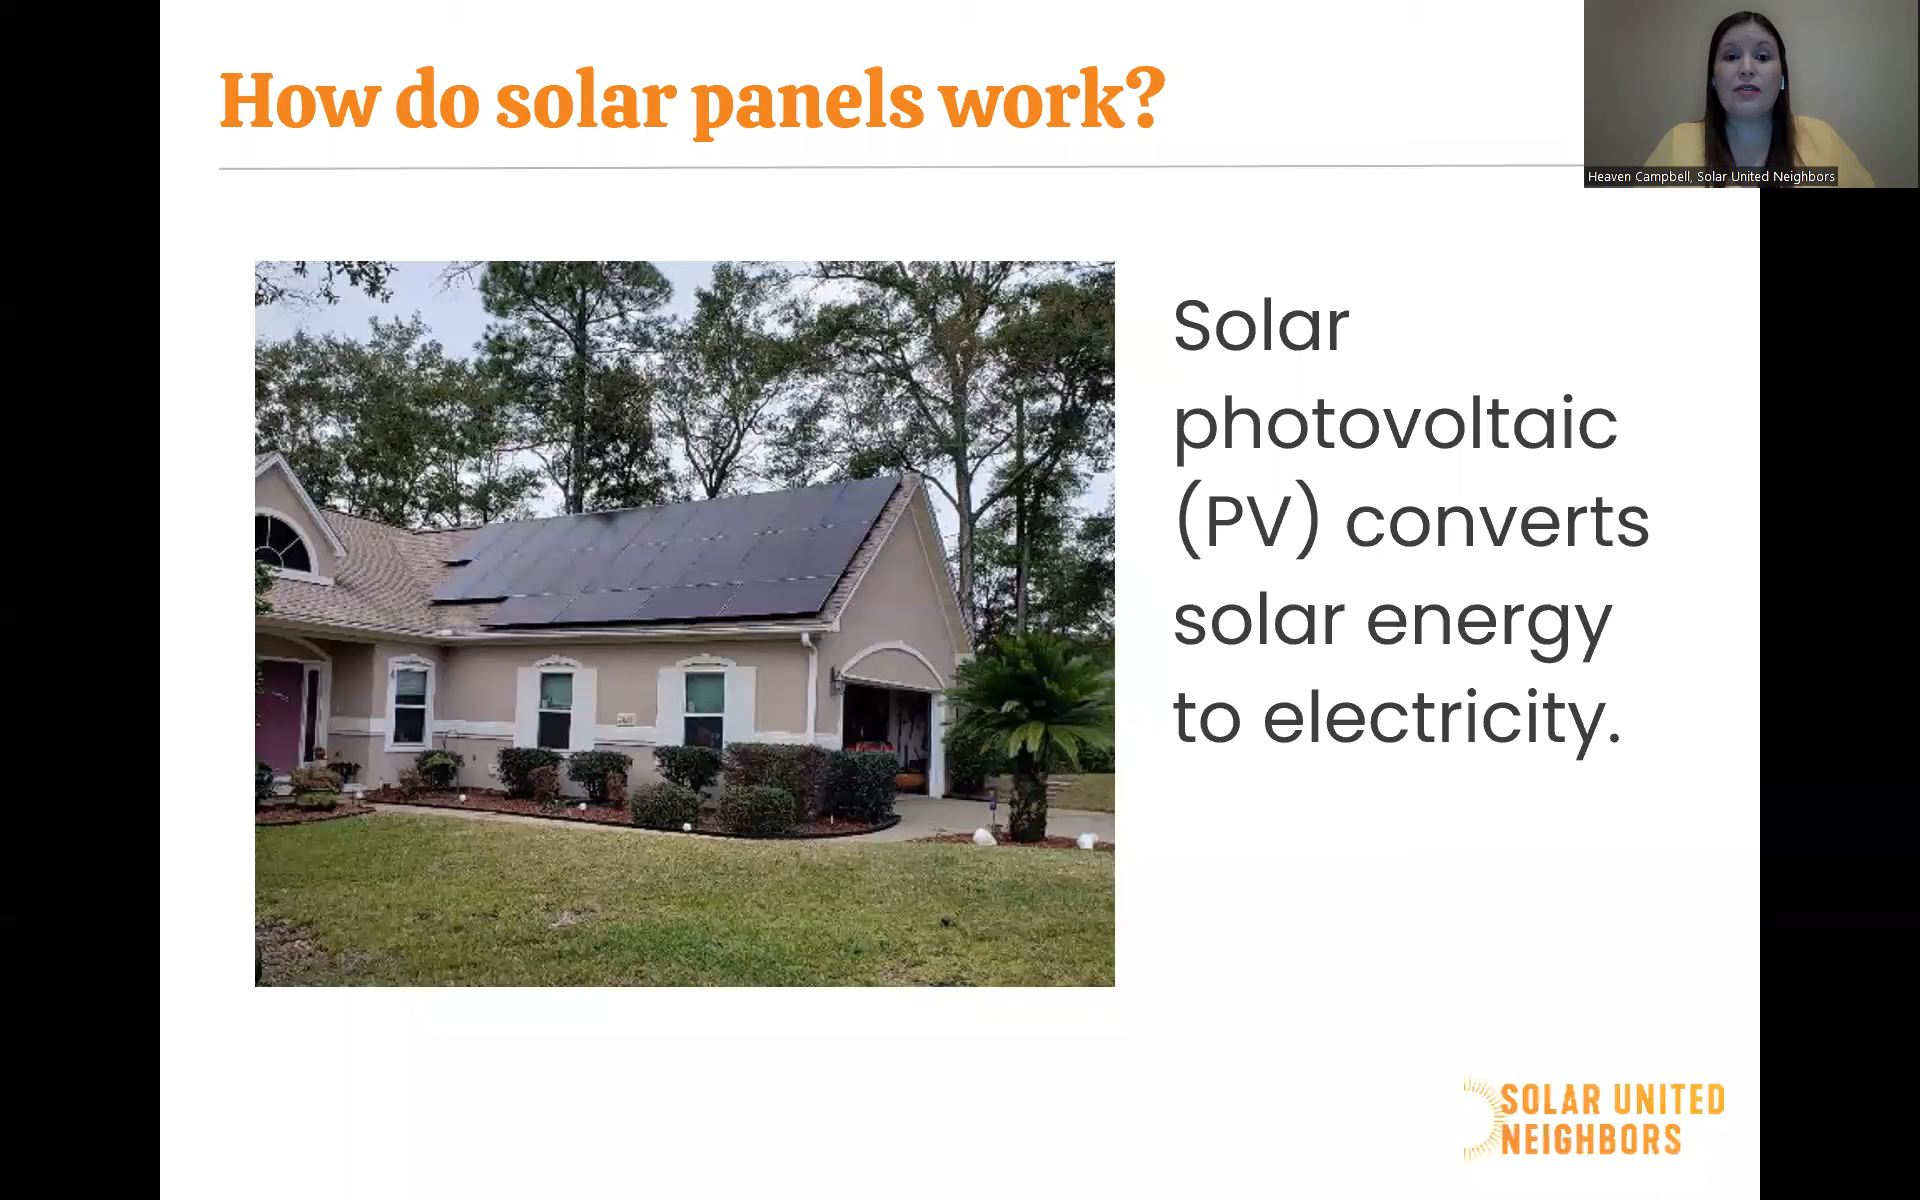 How do solar panels work?
Heaven Campbell, Solar United Neighbors
Solar
photovoltaic
(PV) converts
solar energy
to electricity.
SOLAR UNITED
NEIGHBORS